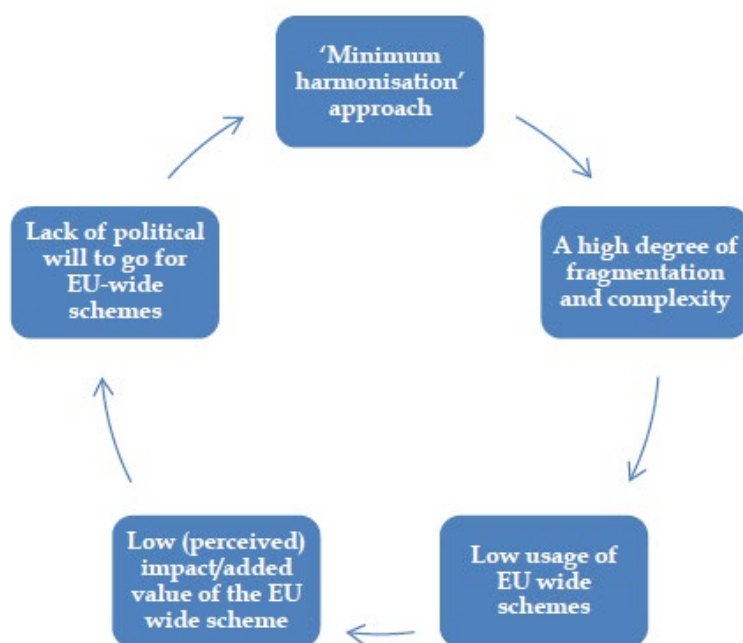 ‘Minimum
harmonisation’
approach
A high degree of
fragmentation
and complexity
Low usage of
EU wide
schemes
Low (perceived)
impact/added
value of the EU
wide scheme
Lack of political
will to go for
EU-wide
schemes